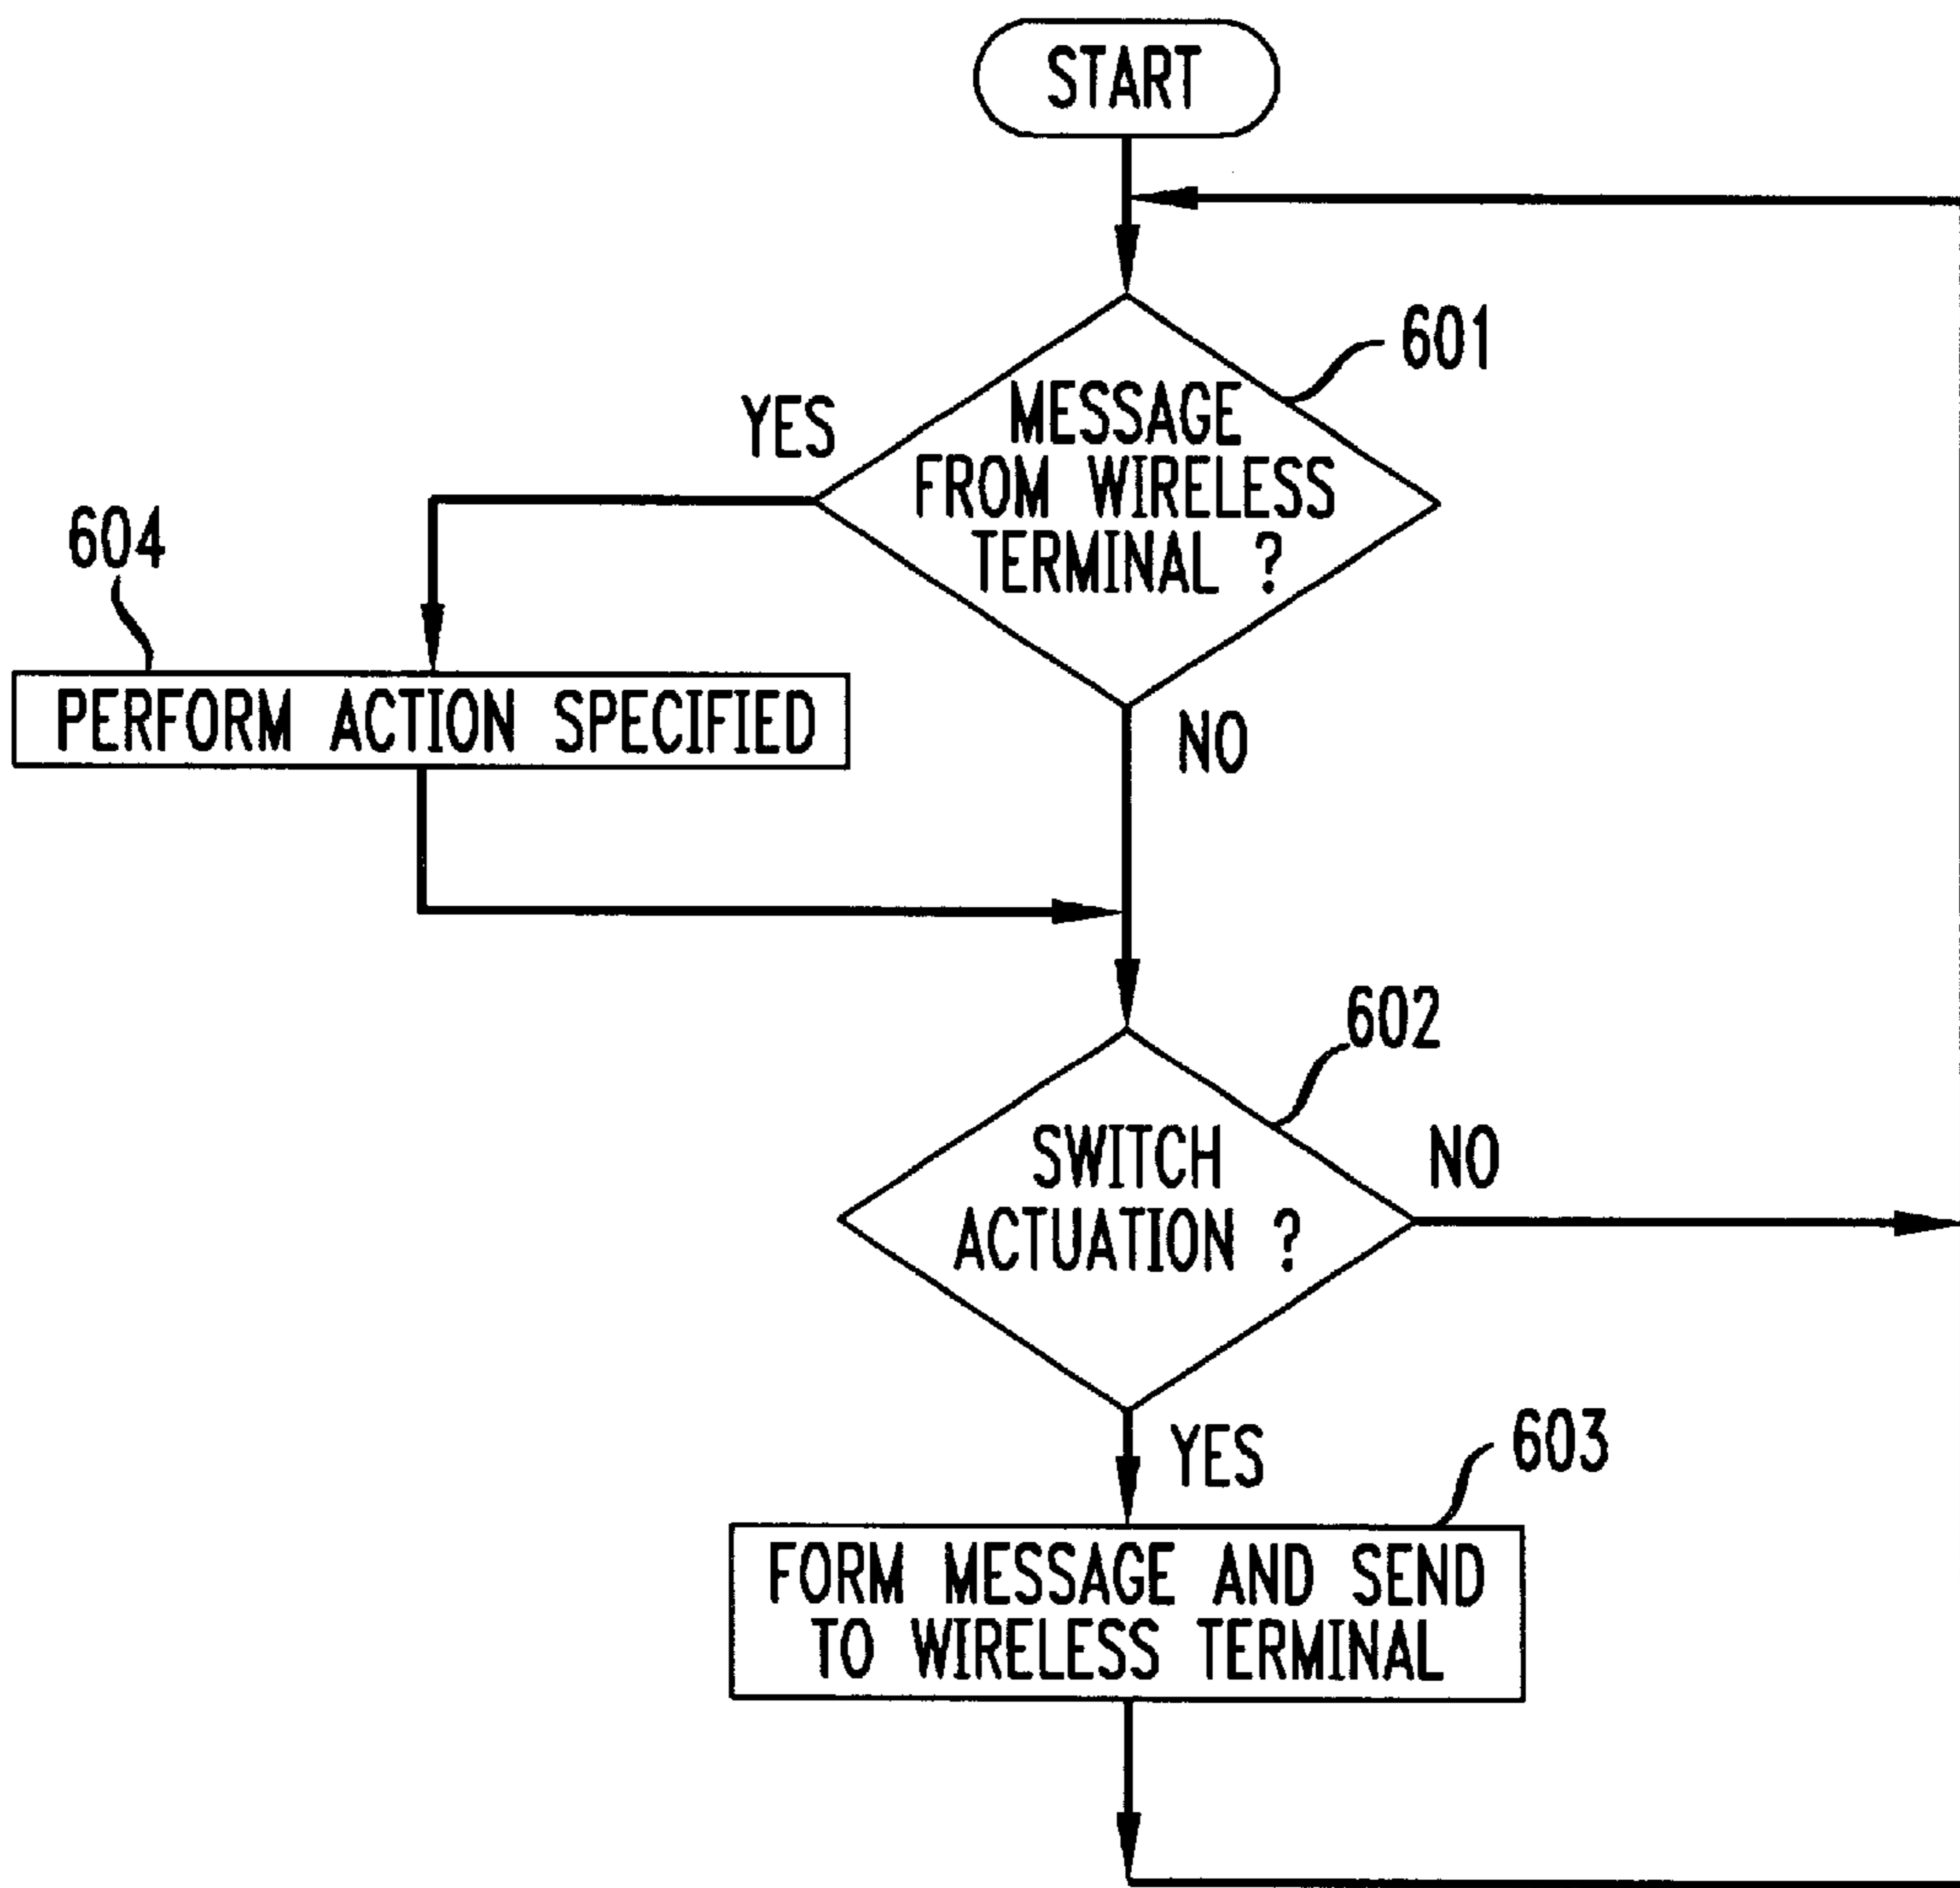 START
601
MESSAGE
FROM WIRELESS
TERMINAL ?
YES
604
PERFORM ACTION SPECIFIED
NO
602
SWITCH
ACTUATION ?
NO
YES
603
FORM MESSAGE AND SEND
TO WIRELESS TERMINAL